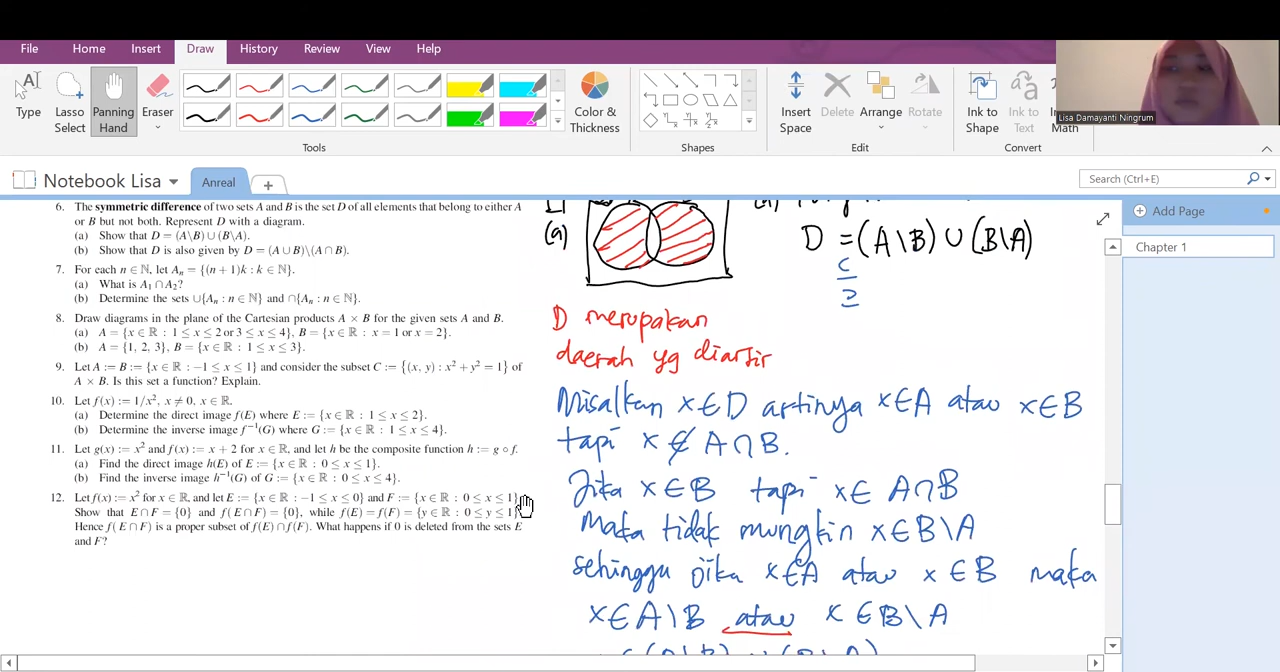 File Home Insert Draw History Review View Help
Lisa Damayanti Ningrum
Type Lasso Select Panning Hand Eraser
Color & Thickness
Insert Space Delete Arrange Rotate
Ink to Shape Ink to Text Math
Tools Shapes Edit Convert
Notebook Lisa Anreal
Search (Ctrl+E)
Add Page
Chapter 1
6. The symmetric difference of two sets A and B is the set D of all elements that belong to either A
or B but not both. Represent D with a diagram.
(a) Show that D = (A\B) ∪ (B\A).
(b) Show that D is also given by D = (A ∪ B)\(A ∩ B).
7. For each n ∈ ℕ, let Aₙ = {(n + 1)k : k ∈ ℕ}.
(a) What is A₁ ∩ A₂?
(b) Determine the sets ∪{Aₙ : n ∈ ℕ} and ∩{Aₙ : n ∈ ℕ}.
8. Draw diagrams in the plane of the Cartesian products A × B for the given sets A and B.
(a) A = {x ∈ ℝ : 1 ≤ x ≤ 2 or 3 ≤ x ≤ 4}, B = {x ∈ ℝ : x = 1 or x = 2}.
(b) A = {1, 2, 3}, B = {x ∈ ℝ : 1 ≤ x ≤ 3}.
9. Let A := B := {x ∈ ℝ : −1 ≤ x ≤ 1} and consider the subset C := {(x, y) : x² + y² = 1} of
A × B. Is this set a function? Explain.
10. Let f(x) := 1/x², x ≠ 0, x ∈ ℝ.
(a) Determine the direct image f(E) where E := {x ∈ ℝ : 1 ≤ x ≤ 2}.
(b) Determine the inverse image f⁻¹(G) where G := {x ∈ ℝ : 1 ≤ x ≤ 4}.
11. Let g(x) := x² and f(x) := x + 2 for x ∈ ℝ, and let h be the composite function h := g ∘ f.
(a) Find the direct image h(E) of E := {x ∈ ℝ : 0 ≤ x ≤ 1}.
(b) Find the inverse image h⁻¹(G) of G := {x ∈ ℝ : 0 ≤ x ≤ 4}.
12. Let f(x) := x² for x ∈ ℝ, and let E := {x ∈ ℝ : −1 ≤ x ≤ 0} and F := {x ∈ ℝ : 0 ≤ x ≤ 1}
Show that E ∩ F = {0} and f(E ∩ F) = {0}, while f(E) = f(F) = {y ∈ ℝ : 0 ≤ y ≤ 1}
Hence f(E ∩ F) is a proper subset of f(E) ∩ f(F). What happens if 0 is deleted from the sets E
and F?
(a)
D = (A\B) ∪ (B\A)
⊆
2
D merupakan
daerah yg diarsir
Misalkan x ∈ D artinya x ∈ A atau x ∈ B
tapi x ∉ A ∩ B.
Jika x ∈ B tapi x ∈ A ∩ B
Maka tidak mungkin x ∈ B\A
sehingga jika x ∈ A atau x ∈ B maka
x ∈ A\B atau x ∈ B\A